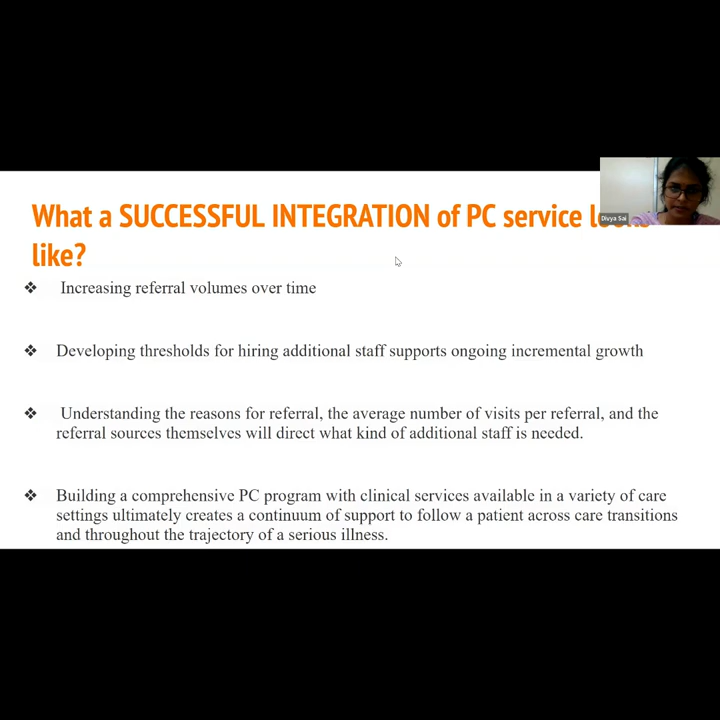 What a SUCCESSFUL INTEGRATION of PC service looks
like?
Divya Sai
❖ Increasing referral volumes over time
❖ Developing thresholds for hiring additional staff supports ongoing incremental growth
❖ Understanding the reasons for referral, the average number of visits per referral, and the
referral sources themselves will direct what kind of additional staff is needed.
❖ Building a comprehensive PC program with clinical services available in a variety of care
settings ultimately creates a continuum of support to follow a patient across care transitions
and throughout the trajectory of a serious illness.